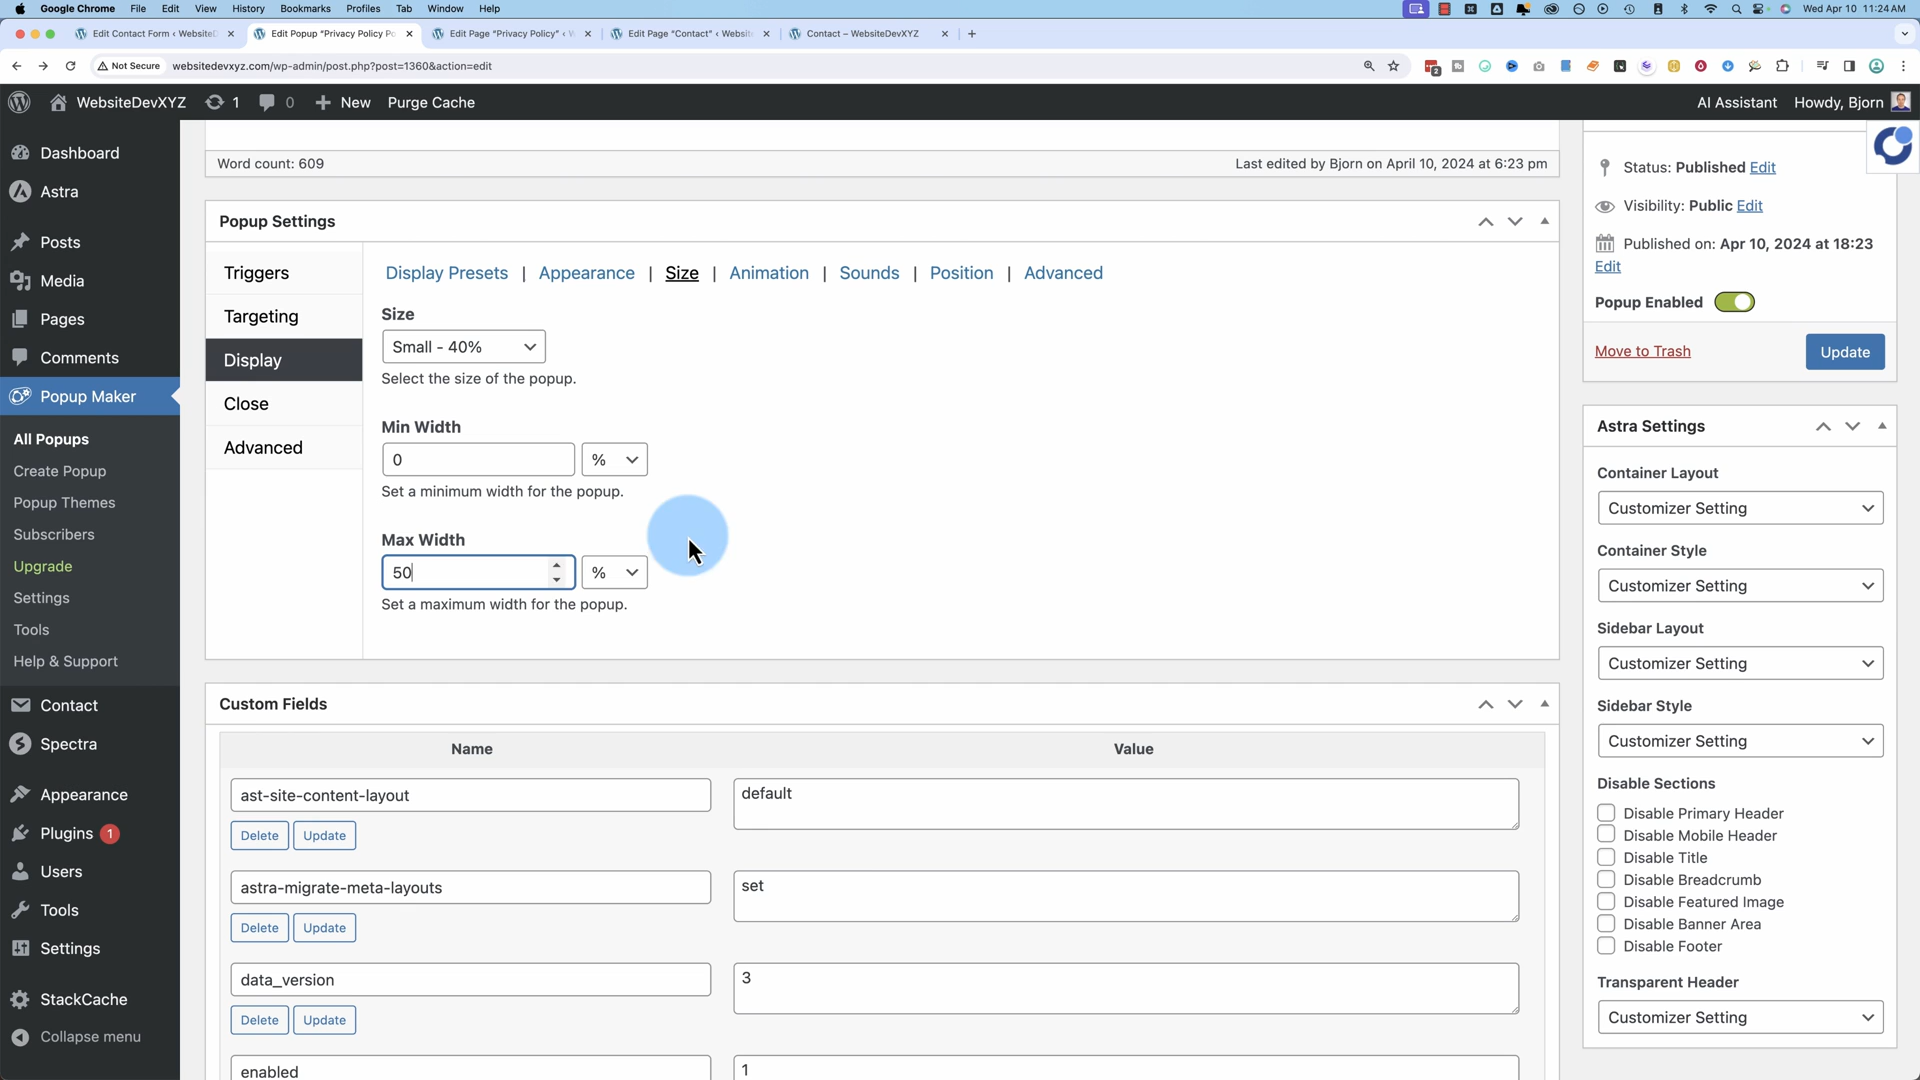 Google Chrome File Edit View History Bookmarks Profiles Tab Window Help Wed Apr 10 11:24 AM
Edit Contact Form ‹ Website Edit Popup "Privacy Policy Po Edit Page "Privacy Policy" ‹ W Edit Page "Contact" ‹ Website Contact – WebsiteDevXYZ
Not Secure websitedevxyz.com/wp-admin/post.php?post=1360&action=edit
WebsiteDevXYZ 1 0 New Purge Cache AI Assistant Howdy, Bjorn
Dashboard
Astra
Posts
Media
Pages
Comments
Popup Maker
All Popups
Create Popup
Popup Themes
Subscribers
Upgrade
Settings
Tools
Help & Support
Contact
Spectra
Appearance
Plugins 1
Users
Tools
Settings
StackCache
Collapse menu
Word count: 609 Last edited by Bjorn on April 10, 2024 at 6:23 pm
Popup Settings
Triggers
Targeting
Display
Close
Advanced
Display Presets | Appearance | Size | Animation | Sounds | Position | Advanced
Size
Small - 40%
Select the size of the popup.
Min Width
0 %
Set a minimum width for the popup.
Max Width
50 %
Set a maximum width for the popup.
Custom Fields
Name Value
ast-site-content-layout default
Delete Update
astra-migrate-meta-layouts set
Delete Update
data_version 3
Delete Update
enabled 1
Status: Published Edit
Visibility: Public Edit
Published on: Apr 10, 2024 at 18:23
Edit
Popup Enabled
Move to Trash Update
Astra Settings
Container Layout
Customizer Setting
Container Style
Customizer Setting
Sidebar Layout
Customizer Setting
Sidebar Style
Customizer Setting
Disable Sections
Disable Primary Header
Disable Mobile Header
Disable Title
Disable Breadcrumb
Disable Featured Image
Disable Banner Area
Disable Footer
Transparent Header
Customizer Setting